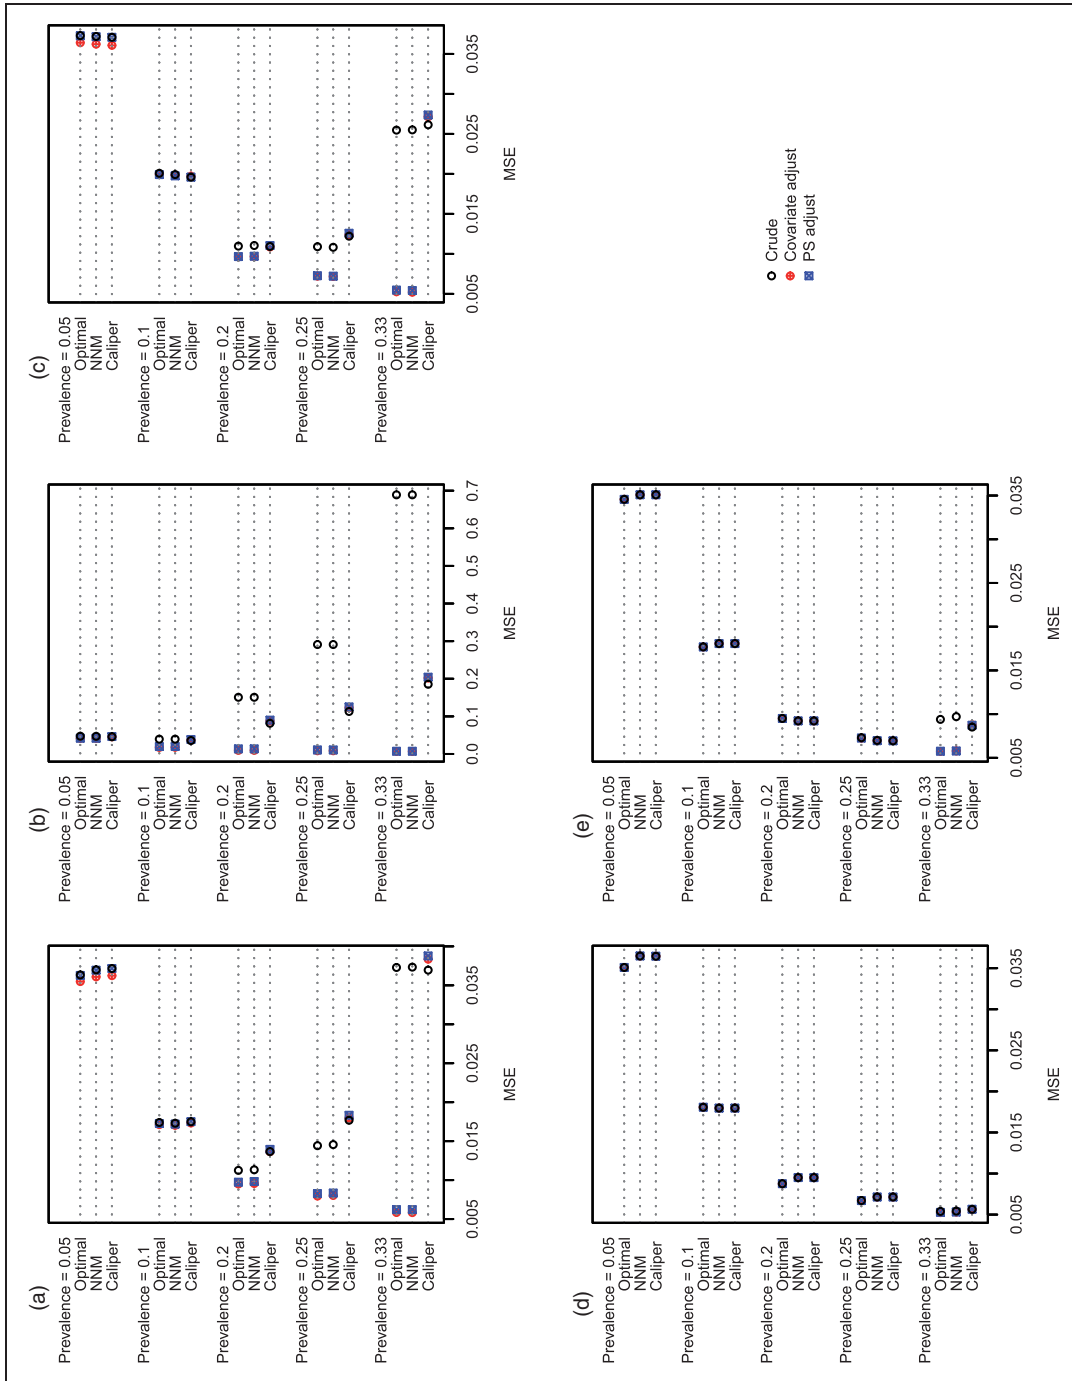 (a)
Prevalence = 0.05
Optimal
NNM
Caliper
Prevalence = 0.1
Optimal
NNM
Caliper
Prevalence = 0.2
Optimal
NNM
Caliper
Prevalence = 0.25
Optimal
NNM
Caliper
Prevalence = 0.33
Optimal
NNM
Caliper
0.005 0.015 0.025 0.035
MSE
(b)
Prevalence = 0.05
Optimal
NNM
Caliper
Prevalence = 0.1
Optimal
NNM
Caliper
Prevalence = 0.2
Optimal
NNM
Caliper
Prevalence = 0.25
Optimal
NNM
Caliper
Prevalence = 0.33
Optimal
NNM
Caliper
0.0 0.1 0.2 0.3 0.4 0.5 0.6 0.7
MSE
(c)
Prevalence = 0.05
Optimal
NNM
Caliper
Prevalence = 0.1
Optimal
NNM
Caliper
Prevalence = 0.2
Optimal
NNM
Caliper
Prevalence = 0.25
Optimal
NNM
Caliper
Prevalence = 0.33
Optimal
NNM
Caliper
0.005 0.015 0.025 0.035
MSE
(d)
Prevalence = 0.05
Optimal
NNM
Caliper
Prevalence = 0.1
Optimal
NNM
Caliper
Prevalence = 0.2
Optimal
NNM
Caliper
Prevalence = 0.25
Optimal
NNM
Caliper
Prevalence = 0.33
Optimal
NNM
Caliper
0.005 0.015 0.025 0.035
MSE
(e)
Prevalence = 0.05
Optimal
NNM
Caliper
Prevalence = 0.1
Optimal
NNM
Caliper
Prevalence = 0.2
Optimal
NNM
Caliper
Prevalence = 0.25
Optimal
NNM
Caliper
Prevalence = 0.33
Optimal
NNM
Caliper
0.005 0.015 0.025 0.035
MSE
Crude
Covariate adjust
PS adjust